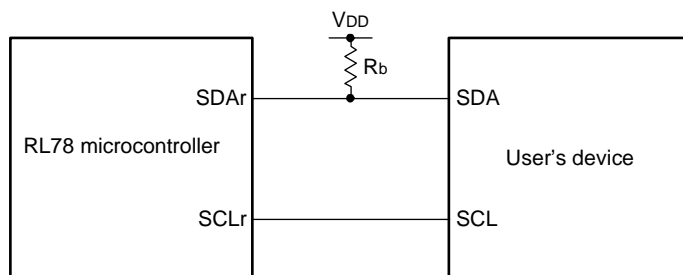 VDD
Rb
SDAr
SDA
RL78 microcontroller
User's device
SCLr
SCL